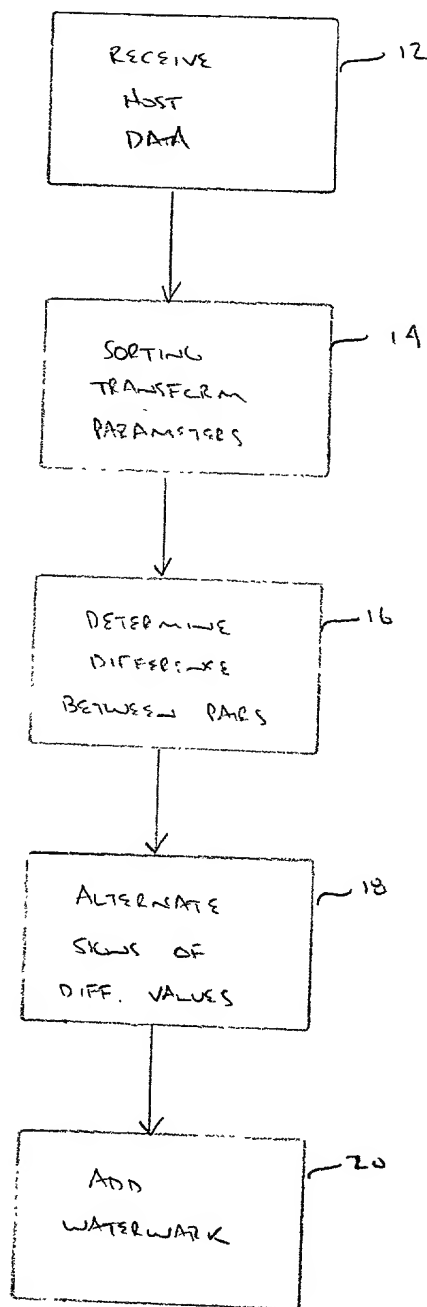 RECEIVE
HOST
DATA
12
SORTING
TRANSFORM
PARAMETERS
14
DETERMINE
DIFFERENCE
BETWEEN PAIRS
16
ALTERNATE
SIGNS OF
DIFF. VALUES
18
ADD
WATERWARK
20